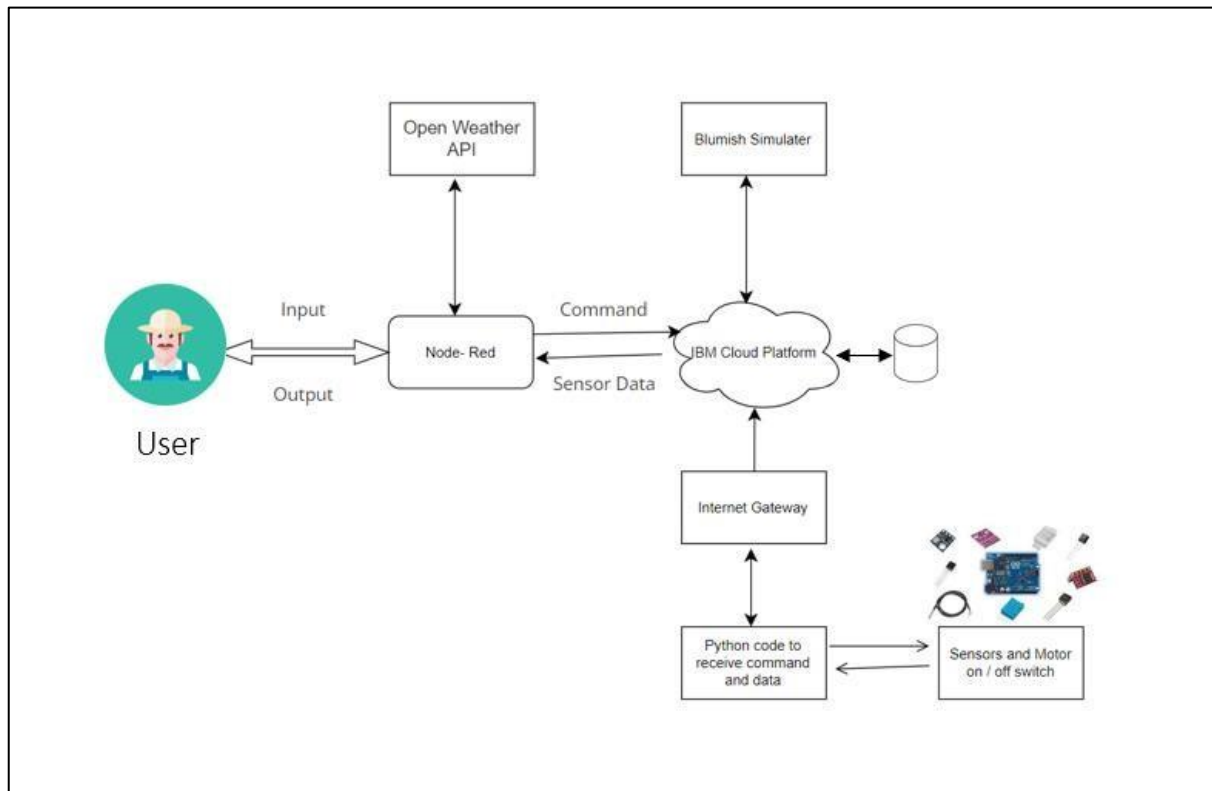 Open Weather
API
Blumish Simulater
Input
Command
Node- Red
IBM Cloud Platform
Output
Sensor Data
User
Internet Gateway
Python code to
receive command
and data
Sensors and Motor
on / off switch